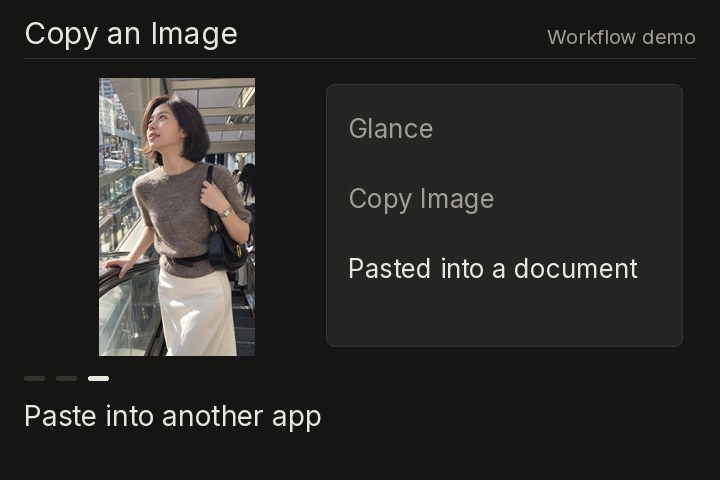 Copy an Image
Workflow demo
Glance
Copy Image
Pasted into a document
Paste into another app